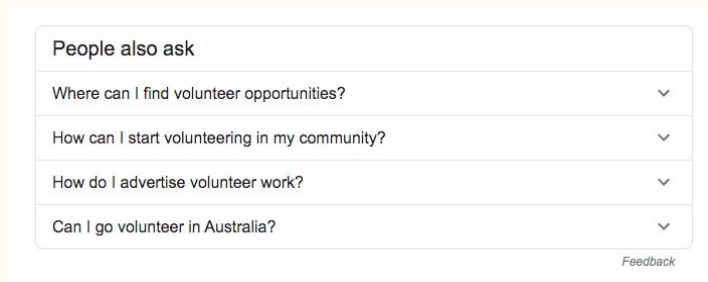 People also ask
Where can I find volunteer opportunities?
How can I start volunteering in my community?
How do I advertise volunteer work?
Can I go volunteer in Australia?
Feedback